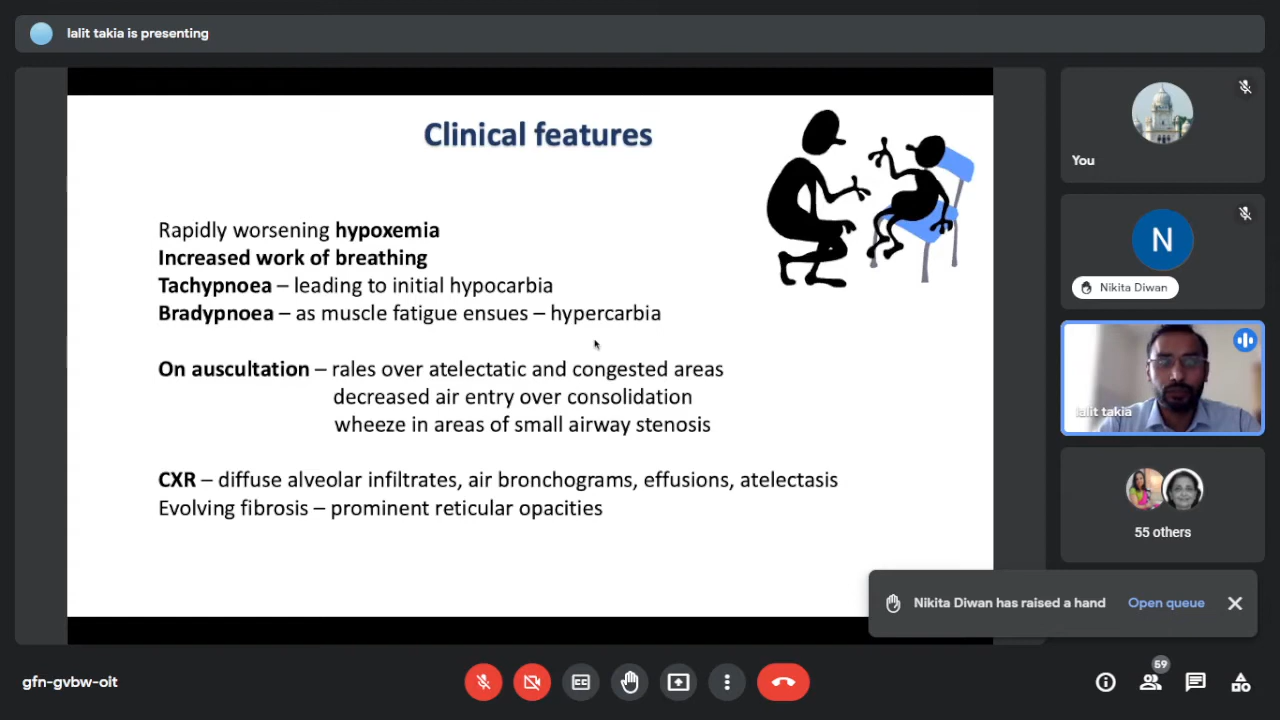 lalit takia is presenting
Clinical features
Rapidly worsening hypoxemia
Increased work of breathing
Tachypnoea – leading to initial hypocarbia
Bradypnoea – as muscle fatigue ensues – hypercarbia
On auscultation – rales over atelectatic and congested areas
decreased air entry over consolidation
wheeze in areas of small airway stenosis
CXR – diffuse alveolar infiltrates, air bronchograms, effusions, atelectasis
Evolving fibrosis – prominent reticular opacities
You
N
Nikita Diwan
lalit takia
55 others
Nikita Diwan has raised a hand Open queue
gfn-gvbw-oit
CC
59